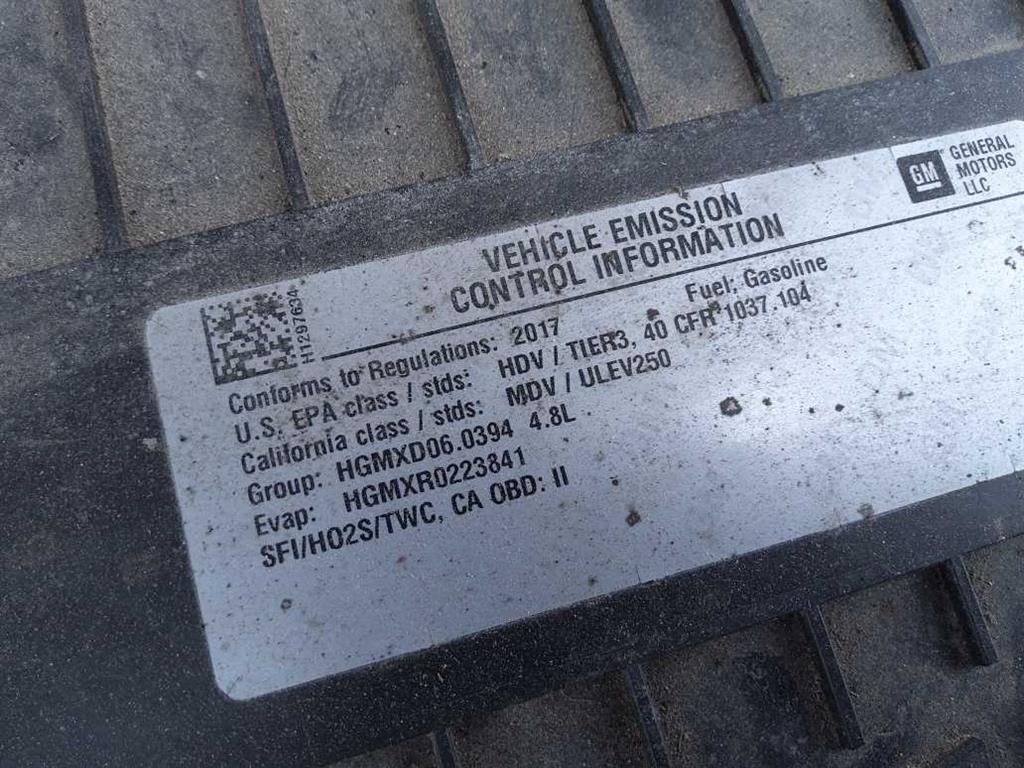 GM GENERAL
MOTORS
LLC
VEHICLE EMISSION
CONTROL INFORMATION
H1297634
Conforms to Regulations: 2017 Fuel: Gasoline
U.S. EPA class / stds: HDV / TIER3, 40 CFR 1037.104
California class / stds: MDV / ULEV250
Group: HGMXD06.0394 4.8L
Evap: HGMXR0223841
SFI/HO2S/TWC, CA OBD: II